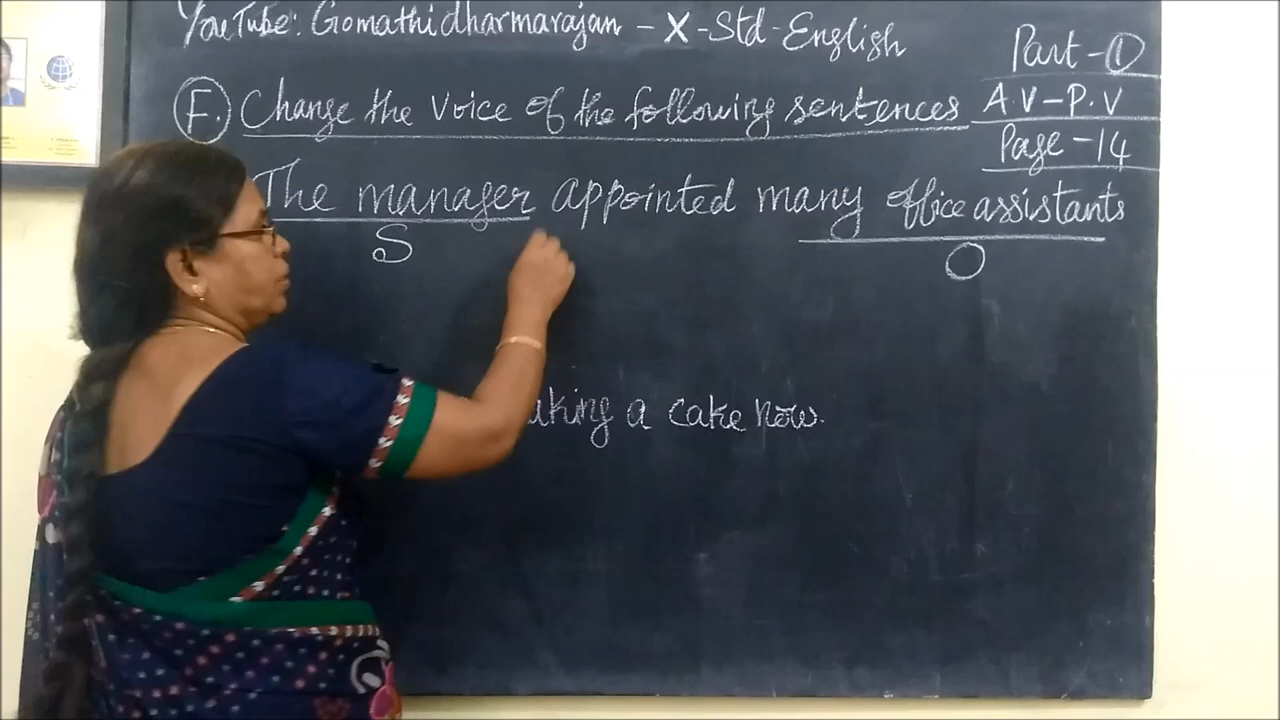 YouTube: Gomathidharmarajan - X - Std - English
Part - 1
F. Change the Voice of the following sentences
A.V - P.V
Page - 14
The manager appointed many office assistants
S
O
a cake now.